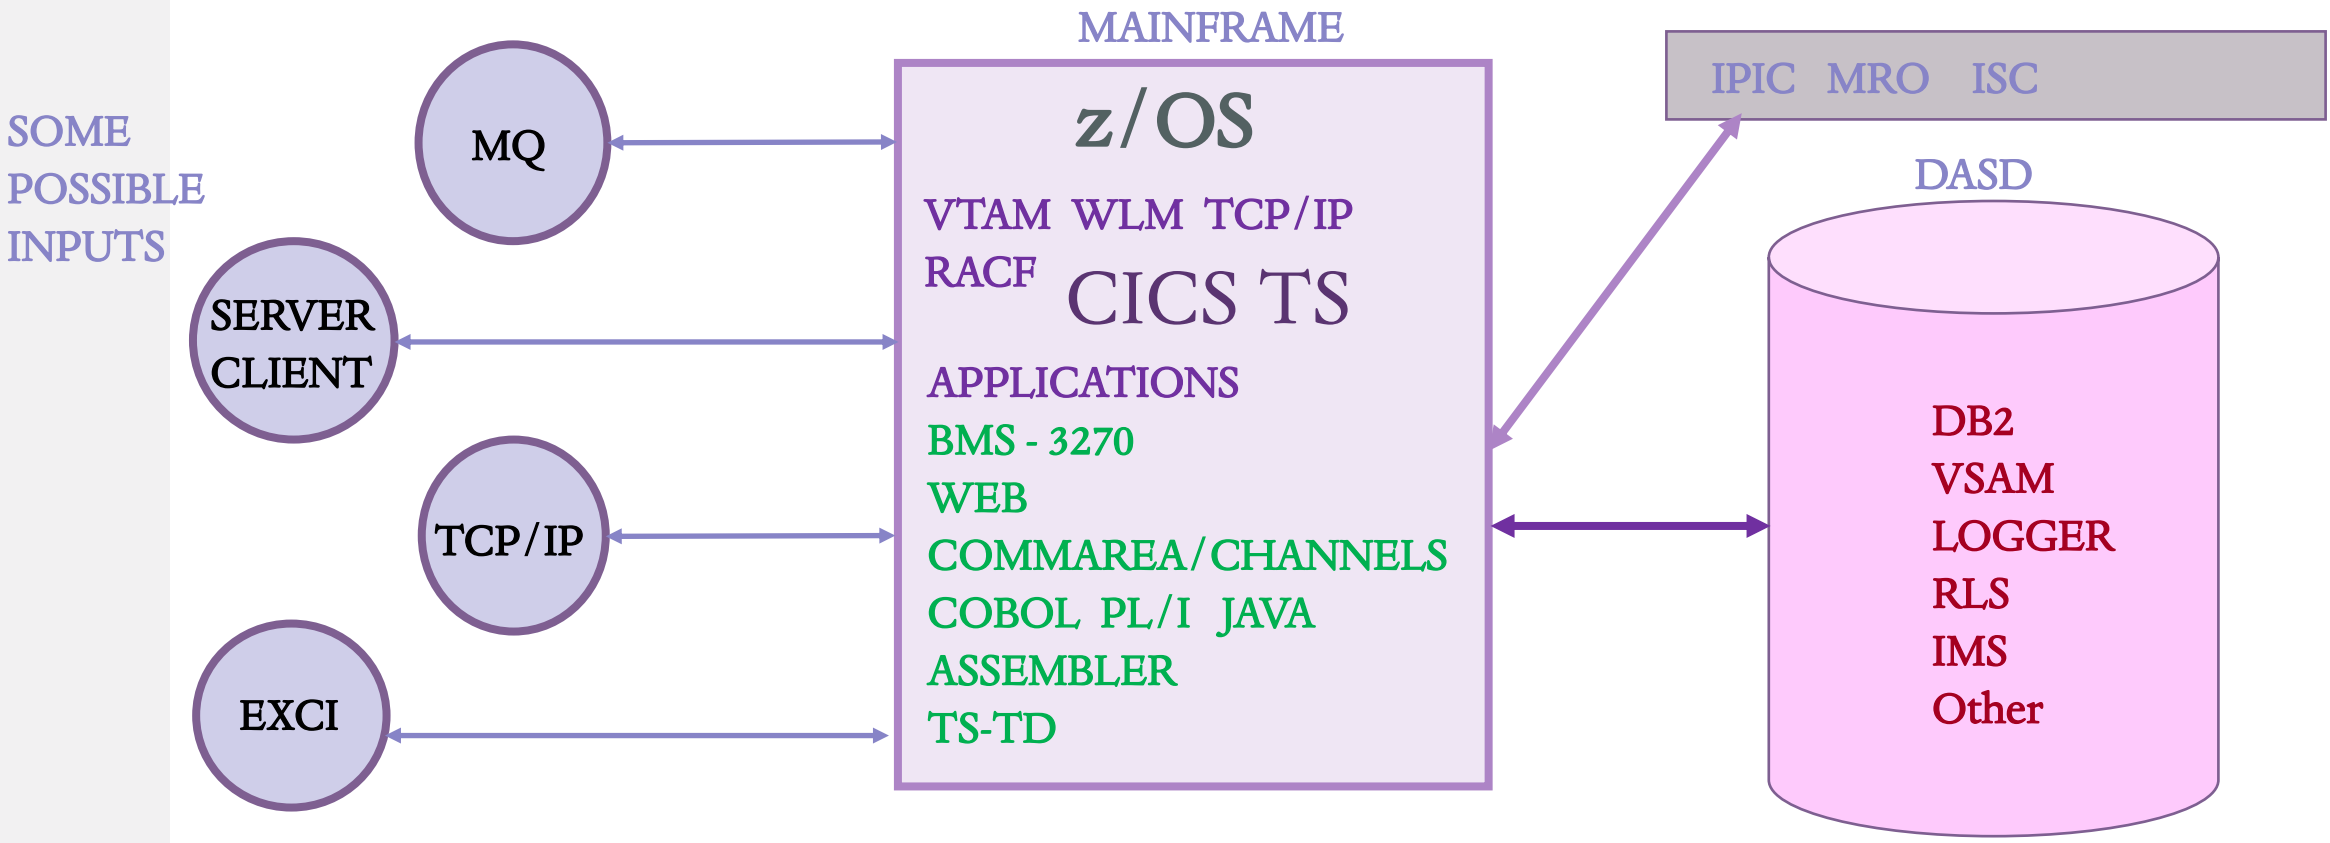 SOME
POSSIBLE
INPUTS
MQ
SERVER
CLIENT
TCP/IP
EXCI
MAINFRAME
z/OS
VTAM WLM TCP/IP
RACF
CICS TS
APPLICATIONS
BMS - 3270
WEB
COMMAREA/CHANNELS
COBOL PL/I JAVA
ASSEMBLER
TS-TD
IPIC MRO ISC
DASD
DB2
VSAM
LOGGER
RLS
IMS
Other